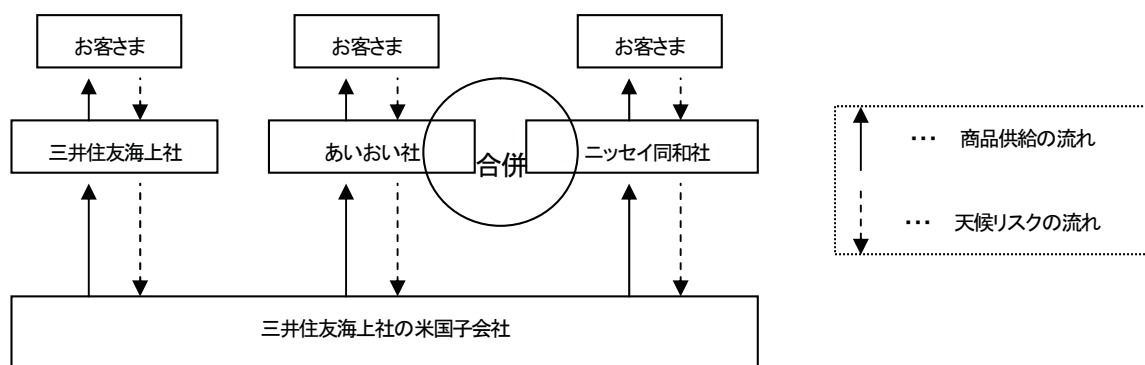 お客さま
お客さま
お客さま
三井住友海上社
あいおい社
合併
ニッセイ同和社
… 商品供給の流れ
… 天候リスクの流れ
三井住友海上社の米国子会社